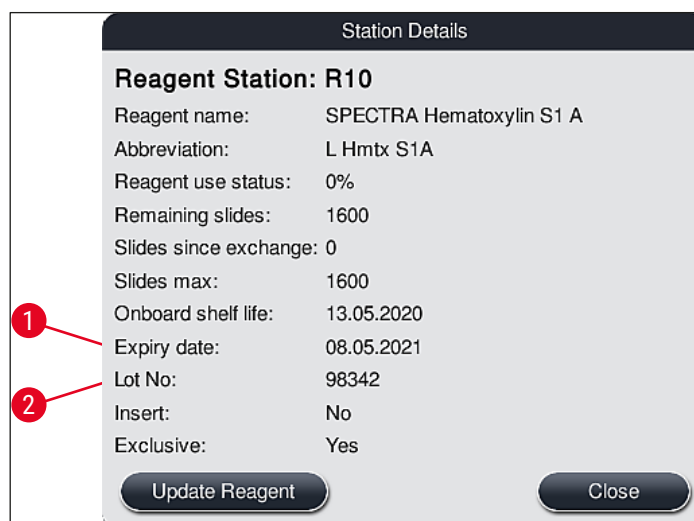 Station Details
Reagent Station: R10
Reagent name: SPECTRA Hematoxylin S1 A
Abbreviation: L Hmtx S1A
Reagent use status: 0%
Remaining slides: 1600
Slides since exchange: 0
Slides max: 1600
Onboard shelf life: 13.05.2020
1
Expiry date: 08.05.2021
Lot No: 98342
2
Insert: No
Exclusive: Yes
Update Reagent Close